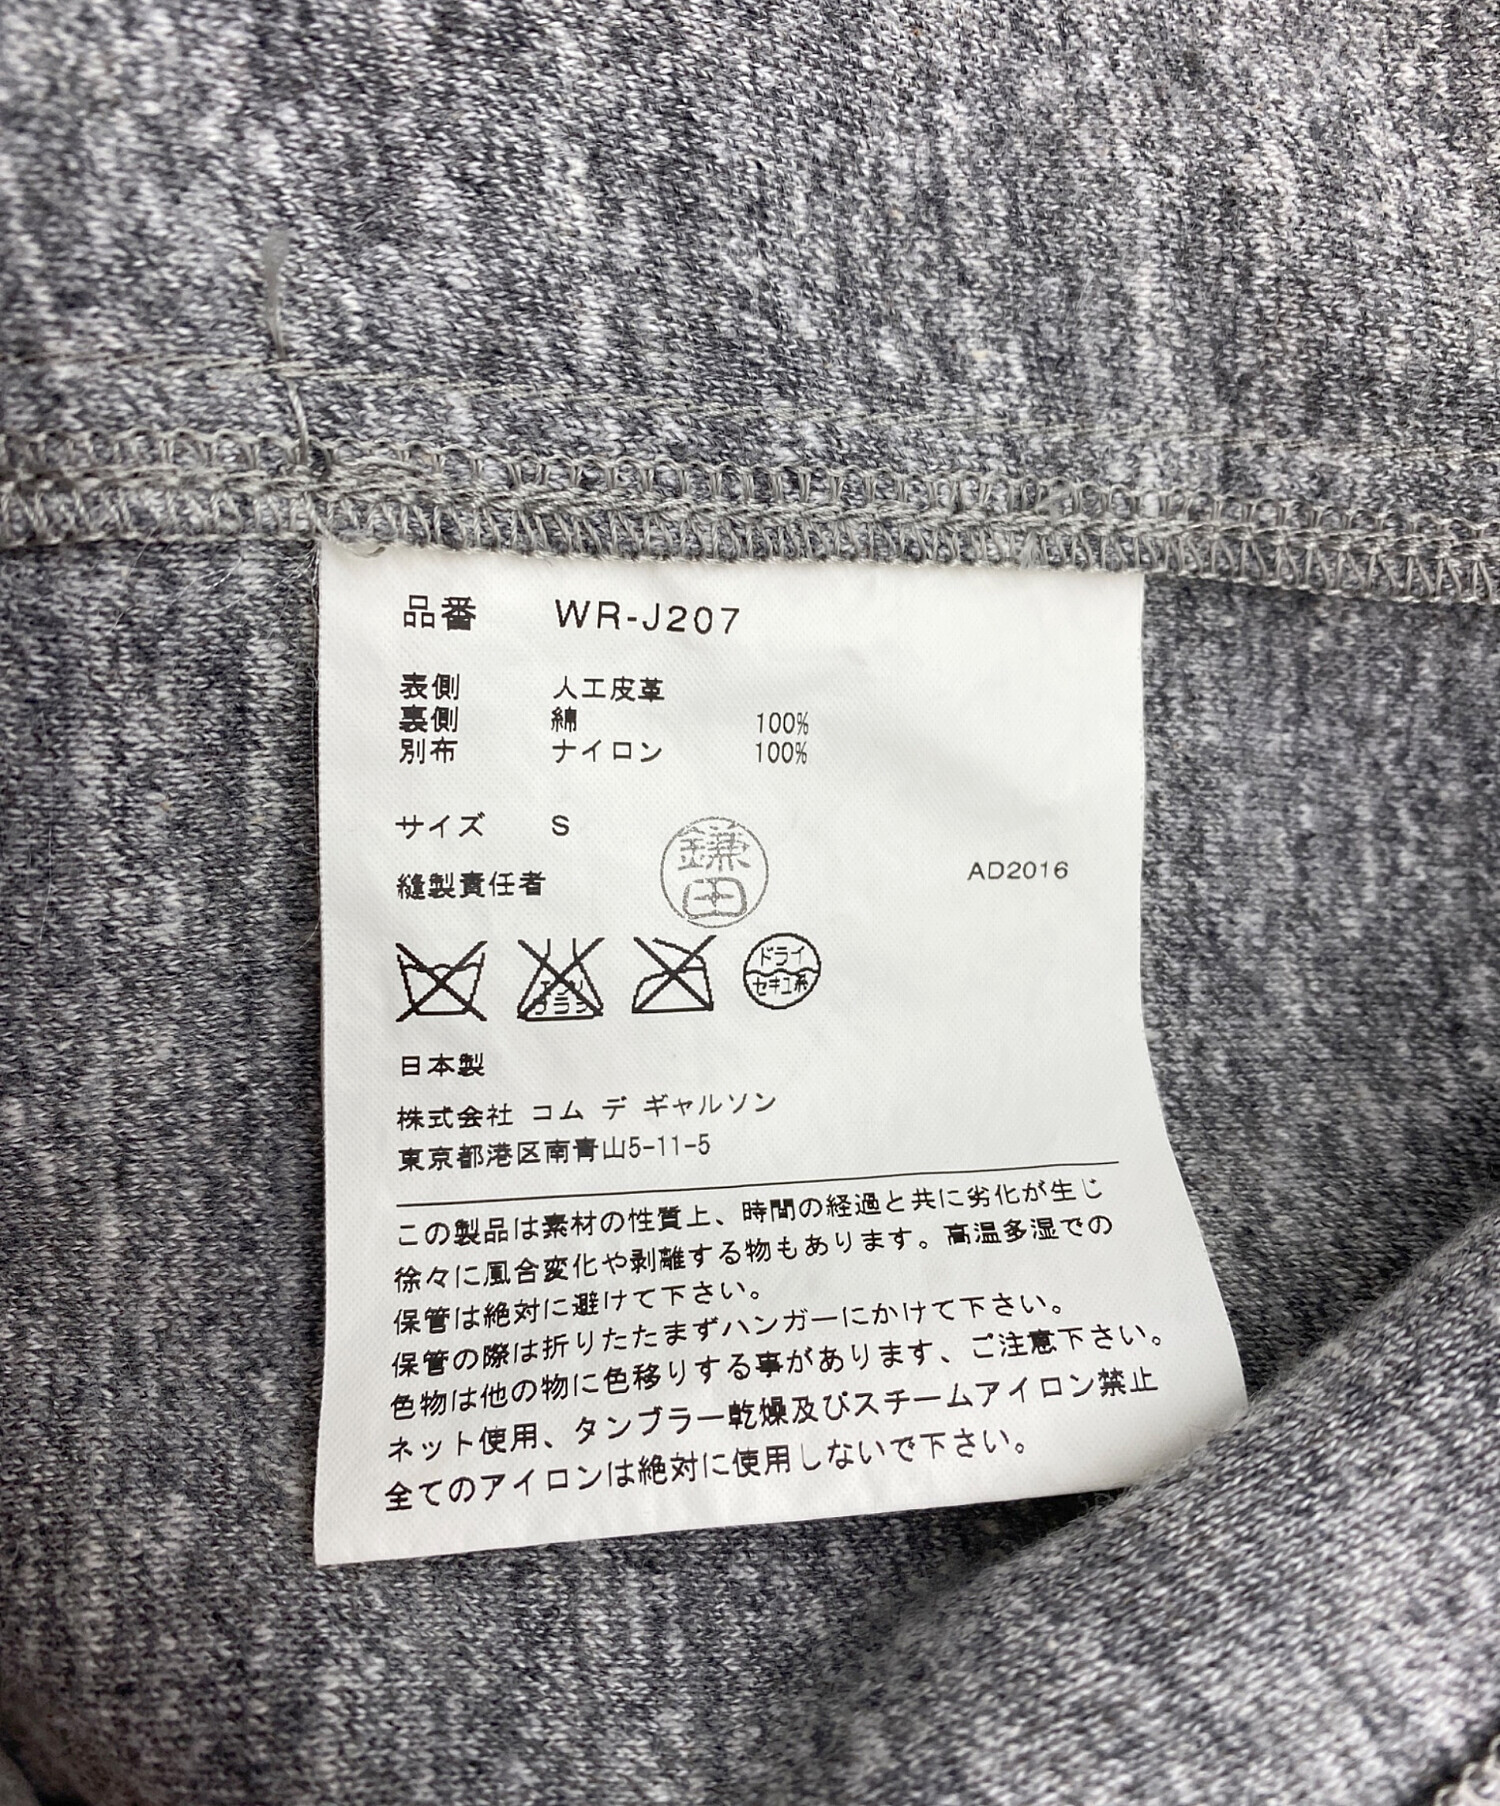 品番 WR-J207
表側 人工皮革
裏側 綿 100%
別布 ナイロン 100%
サイズ S
鎌田
縫製責任者
AD2016
エンソ
ドライ
セキユ系
日本製
株式会社 コム デ ギャルソン
東京都港区南青山5-11-5
この製品は素材の性質上、時間の経過と共に劣化が生じ
徐々に風合変化や剥離する物もあります。高温多湿での
保管は絶対に避けて下さい。
保管の際は折りたたまずハンガーにかけて下さい。
色物は他の物に色移りする事があります、ご注意下さい。
ネット使用、タンブラー乾燥及びスチームアイロン禁止
全てのアイロンは絶対に使用しないで下さい。